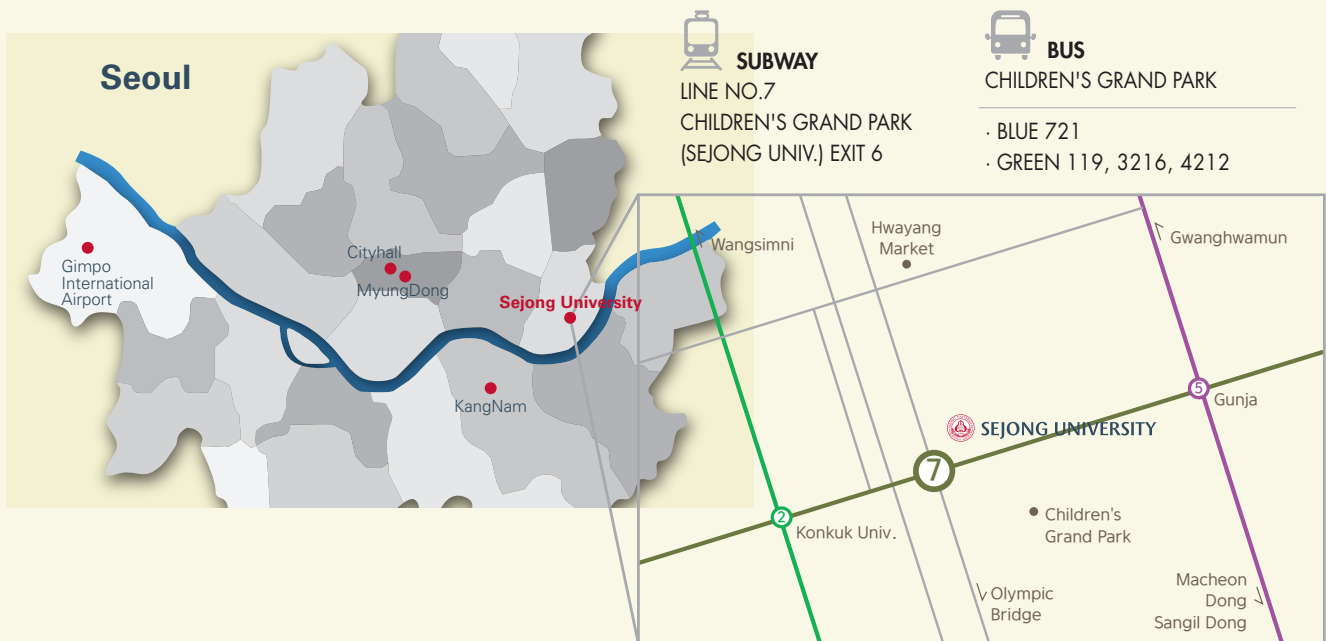 Seoul
Gimpo
International
Airport
Cityhall
MyungDong
Sejong University
KangNam
SUBWAY
LINE NO.7
CHILDREN'S GRAND PARK
(SEJONG UNIV.) EXIT 6
BUS
CHILDREN'S GRAND PARK
· BLUE 721
· GREEN 119, 3216, 4212
Wangsimni
Hwayang
Market
Gwanghwamun
5
Gunja
SEJONG UNIVERSITY
7
2
Konkuk Univ.
Children's
Grand Park
Olympic
Bridge
Macheon
Dong
Sangil Dong